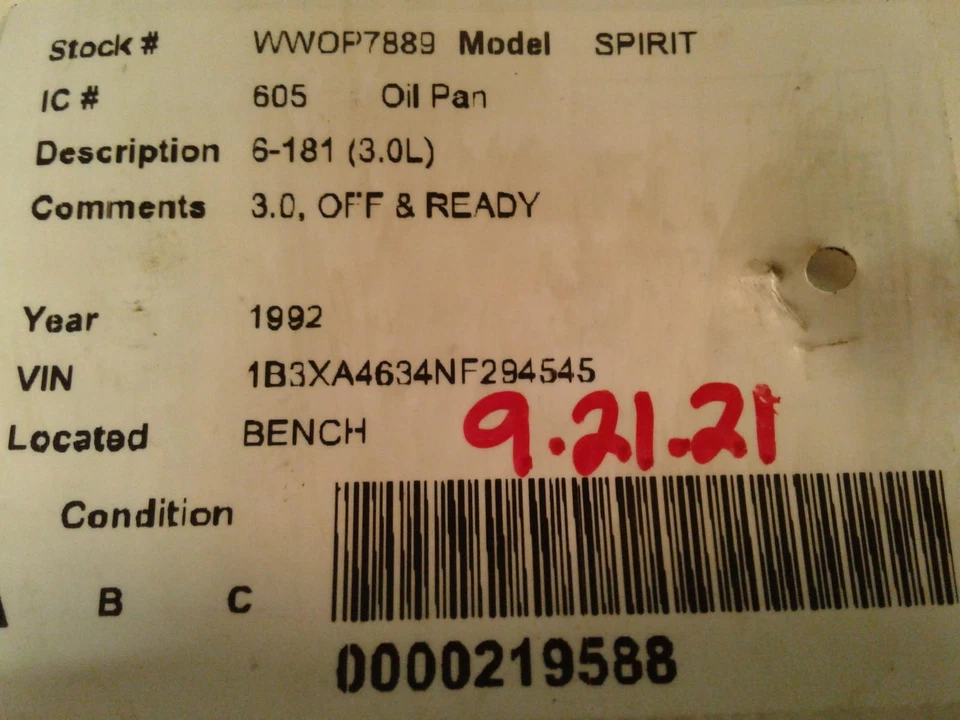 Stock # WWOP7889 Model SPIRIT
IC # 605 Oil Pan
Description 6-181 (3.0L)
Comments 3.0, OFF & READY
Year 1992
VIN 1B3XA4634NF294545
Located BENCH 9.21.21
Condition
A B C
0000219588